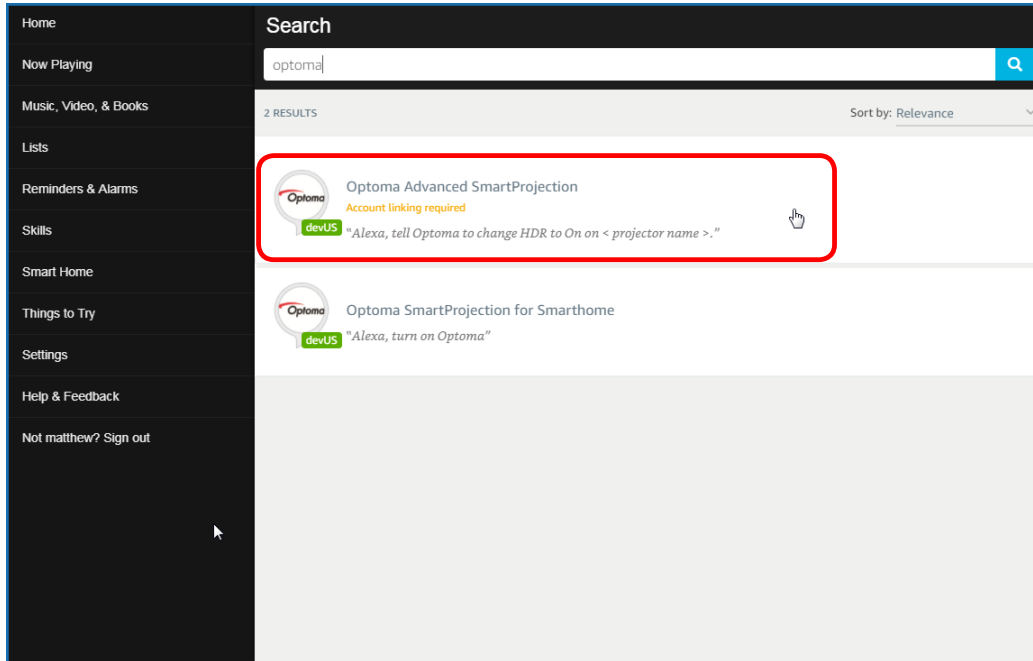 Home
Now Playing
Music, Video, & Books
Lists
Reminders & Alarms
Skills
Smart Home
Things to Try
Settings
Help & Feedback
Not matthew? Sign out
Search
optoma
2 RESULTS
Sort by: Relevance
Optoma
devUS
Optoma Advanced SmartProjection
Account linking required
"Alexa, tell Optoma to change HDR to On on < projector name >."
Optoma
devUS
Optoma SmartProjection for Smarthome
"Alexa, turn on Optoma"